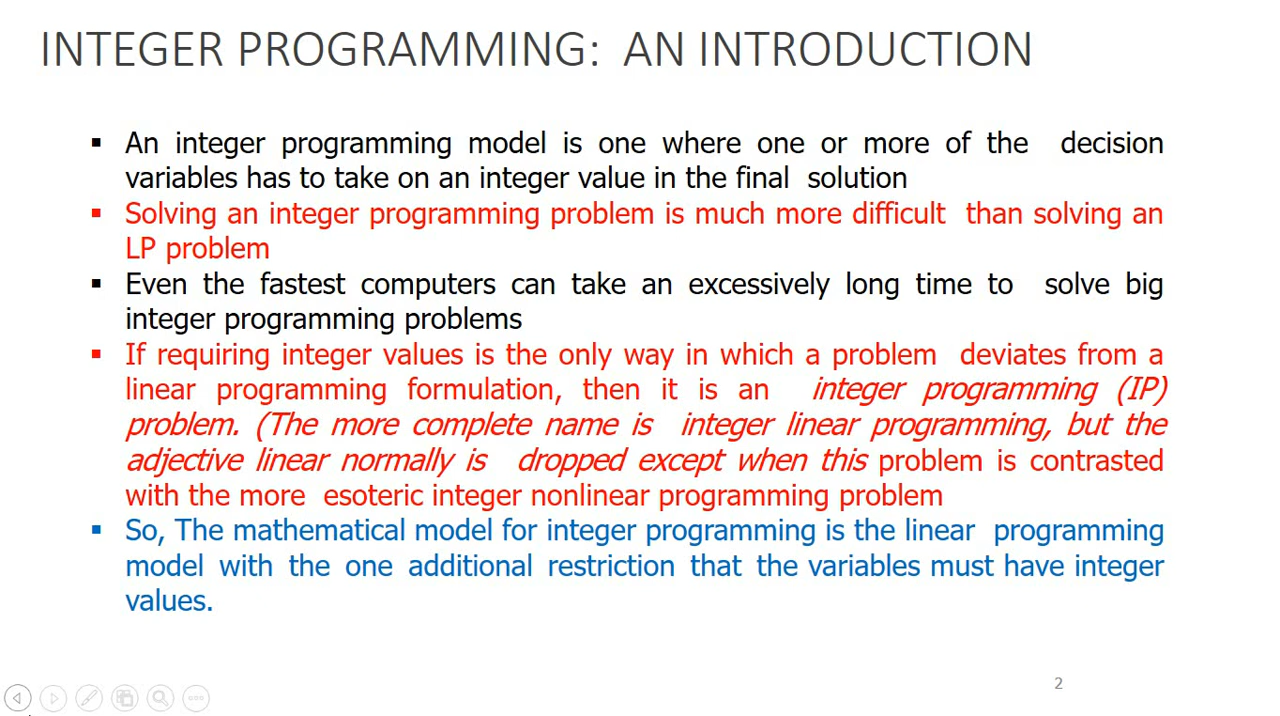 INTEGER PROGRAMMING: AN INTRODUCTION
▪ An integer programming model is one where one or more of the decision
variables has to take on an integer value in the final solution
▪ Solving an integer programming problem is much more difficult than solving an
LP problem
▪ Even the fastest computers can take an excessively long time to solve big
integer programming problems
▪ If requiring integer values is the only way in which a problem deviates from a
linear programming formulation, then it is an integer programming (IP)
problem. (The more complete name is integer linear programming, but the
adjective linear normally is dropped except when this problem is contrasted
with the more esoteric integer nonlinear programming problem
▪ So, The mathematical model for integer programming is the linear programming
model with the one additional restriction that the variables must have integer
values.
2